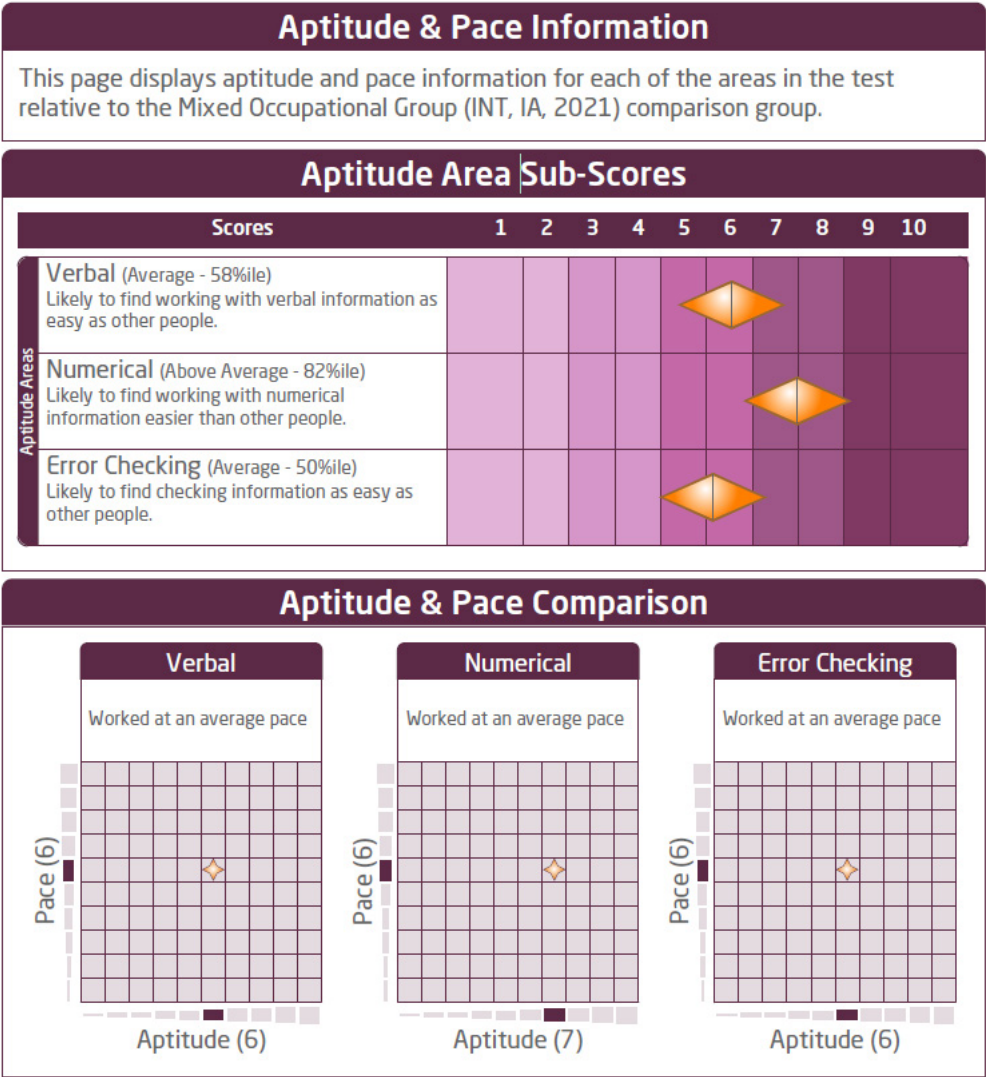 Aptitude & Pace Information
This page displays aptitude and pace information for each of the areas in the test
relative to the Mixed Occupational Group (INT, IA, 2021) comparison group.
Aptitude Area Sub-Scores
Scores 1 2 3 4 5 6 7 8 9 10
Aptitude Areas
Verbal (Average - 58%ile)
Likely to find working with verbal information as
easy as other people.
Numerical (Above Average - 82%ile)
Likely to find working with numerical
information easier than other people.
Error Checking (Average - 50%ile)
Likely to find checking information as easy as
other people.
Aptitude & Pace Comparison
Verbal
Worked at an average pace
Pace (6)
Aptitude (6)
Numerical
Worked at an average pace
Pace (6)
Aptitude (7)
Error Checking
Worked at an average pace
Pace (6)
Aptitude (6)